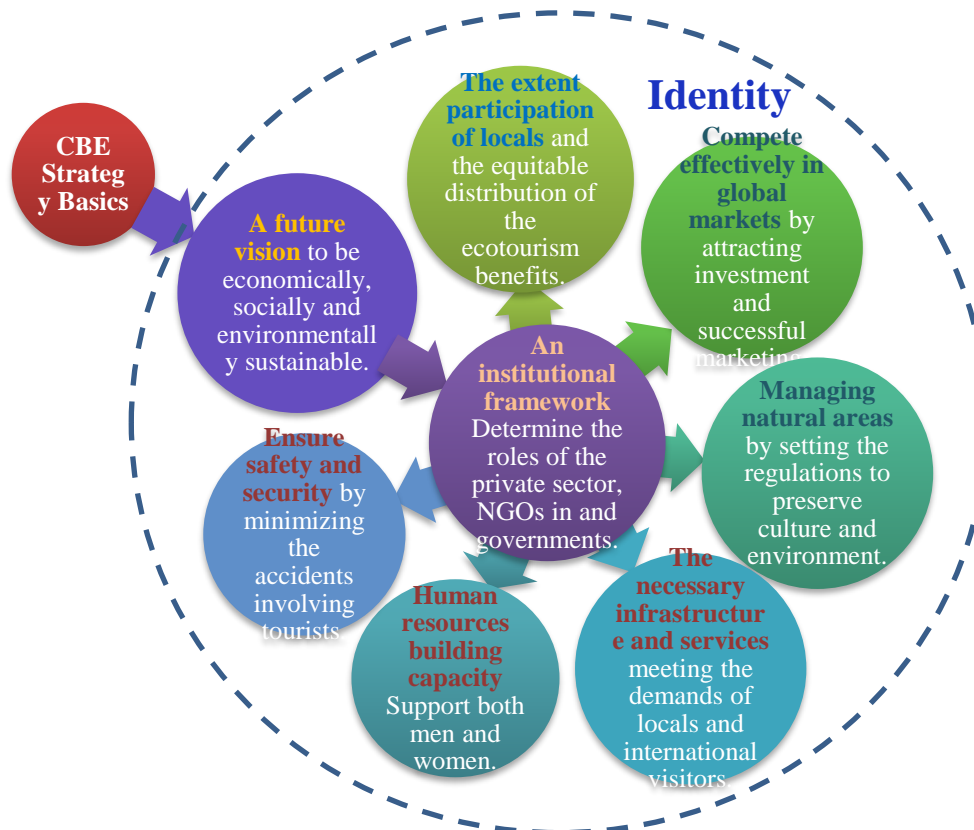 CBE
Strateg
y Basics
A future
vision to be
economically,
socially and
environmentall
y sustainable.
The extent
participation
of locals and
the equitable
distribution of
the
ecotourism
benefits.
Identity
Compete
effectively in
global
markets by
attracting
investment
and
successful
marketing.
An
institutional
framework
Determine the
roles of the
private sector,
NGOs in and
governments.
Managing
natural areas
by setting the
regulations to
preserve
culture and
environment.
Ensure
safety and
security by
minimizing
the
accidents
involving
tourists.
Human
resources
building
capacity
Support both
men and
women.
The
necessary
infrastructur
e and services
meeting the
demands of
locals and
international
visitors.